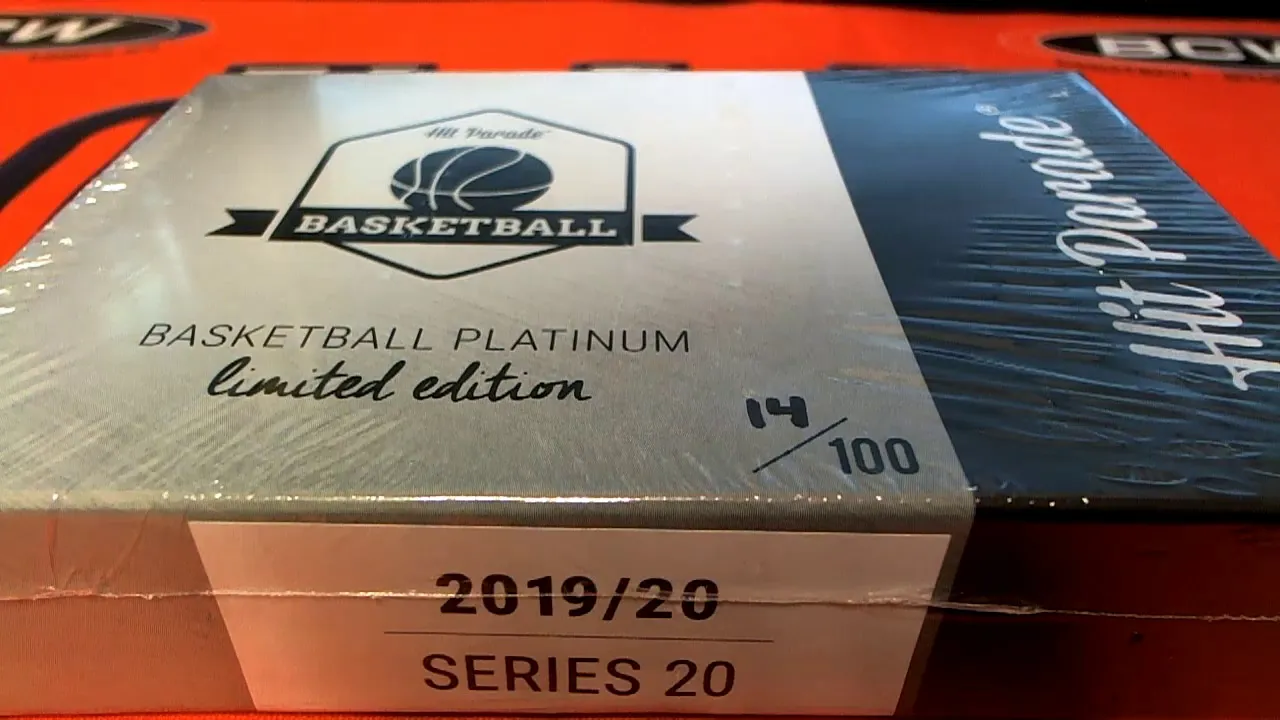 BCW
Hit Parade
BASKETBALL
BASKETBALL PLATINUM
limited edition
14/100
Hit Parade®
2019/20
SERIES 20